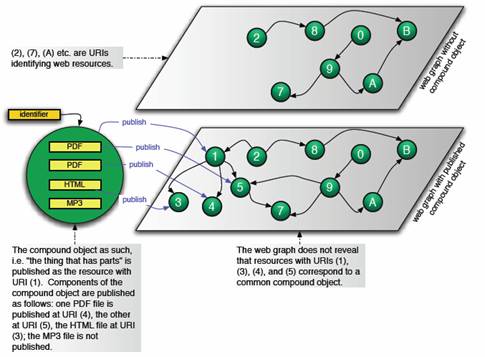 (2), (7), (A) etc. are URIs
identifying web resources.
2
8
0
B
9
7
A
web graph without
compound object
identifier
PDF
PDF
HTML
MP3
publish
publish
publish
publish
1
2
8
0
B
5
9
3
4
7
A
web graph with published
compound object
The compound object as such,
i.e. "the thing that has parts" is
published as the resource with
URI (1).  Components of the
compound object are published
as follows: one PDF file is
published at URI (4), the other
at URI (5), the HTML file at URI
(3); the MP3 file is not
published.
The web graph does not reveal
that resources with URIs (1),
(3), (4), and (5) correspond to a
common compound object.